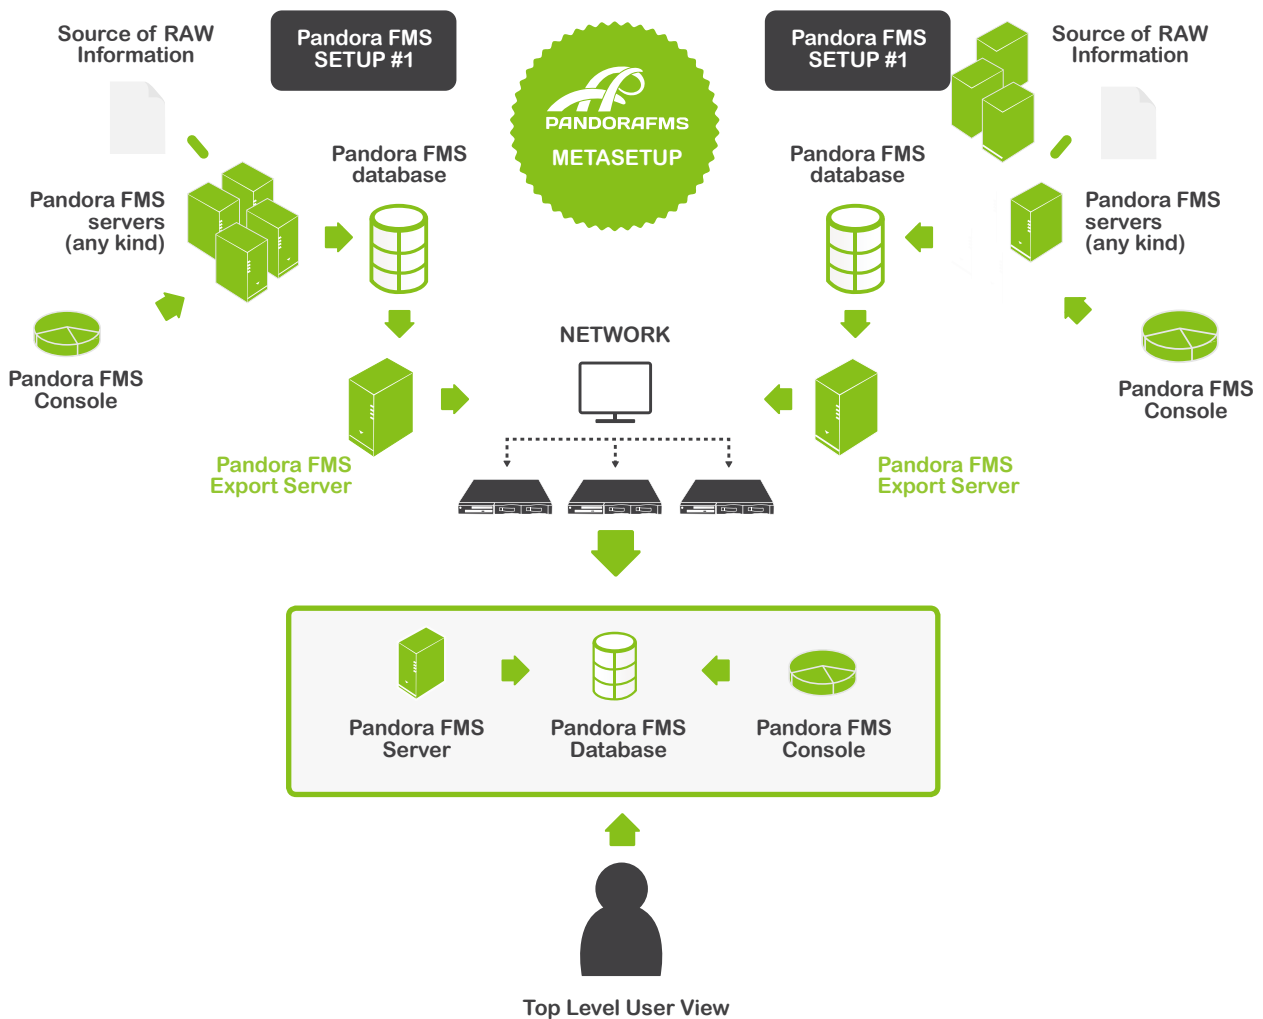 Source of RAW
Information
Pandora FMS
SETUP #1
PANDORAFMS
METASETUP
Pandora FMS
SETUP #1
Source of RAW
Information
Pandora FMS
database
Pandora FMS
database
Pandora FMS
servers
(any kind)
Pandora FMS
servers
(any kind)
NETWORK
Pandora FMS
Console
Pandora FMS
Console
Pandora FMS
Export Server
Pandora FMS
Export Server
Pandora FMS
Server
Pandora FMS
Database
Pandora FMS
Console
Top Level User View